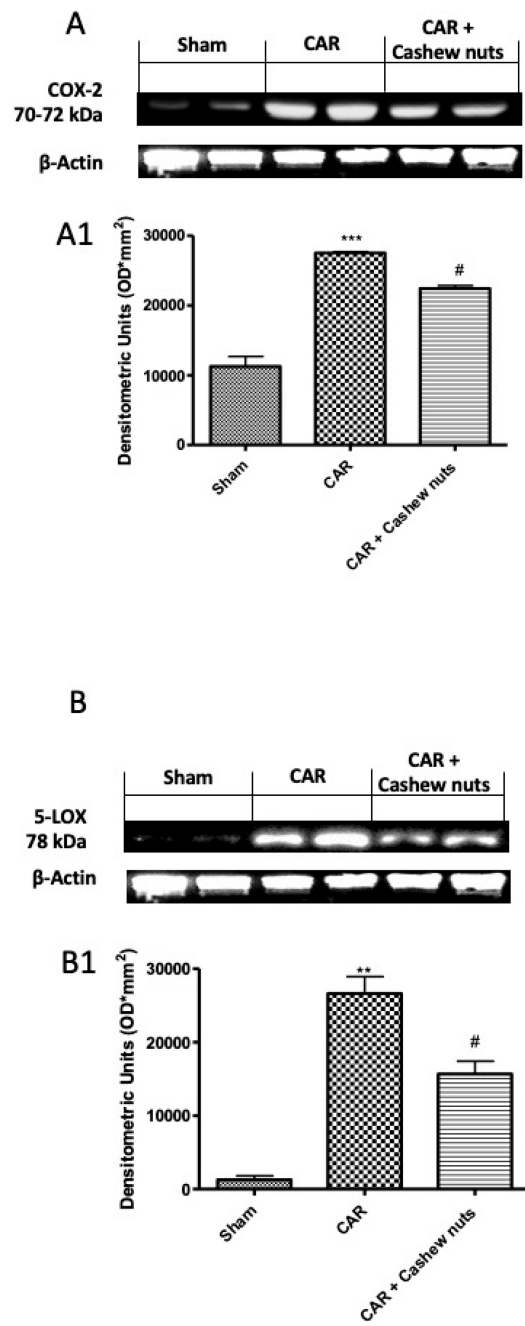 A
Sham
CAR
CAR +
Cashew nuts
COX-2
70-72 kDa
β-Actin
A1
Densitometric Units (OD*mm²)
30000
20000
10000
0
***
#
Sham
CAR
CAR + Cashew nuts
B
Sham
CAR
CAR +
Cashew nuts
5-LOX
78 kDa
β-Actin
B1
Densitometric Units (OD*mm²)
30000
20000
10000
0
**
#
Sham
CAR
CAR + Cashew nuts